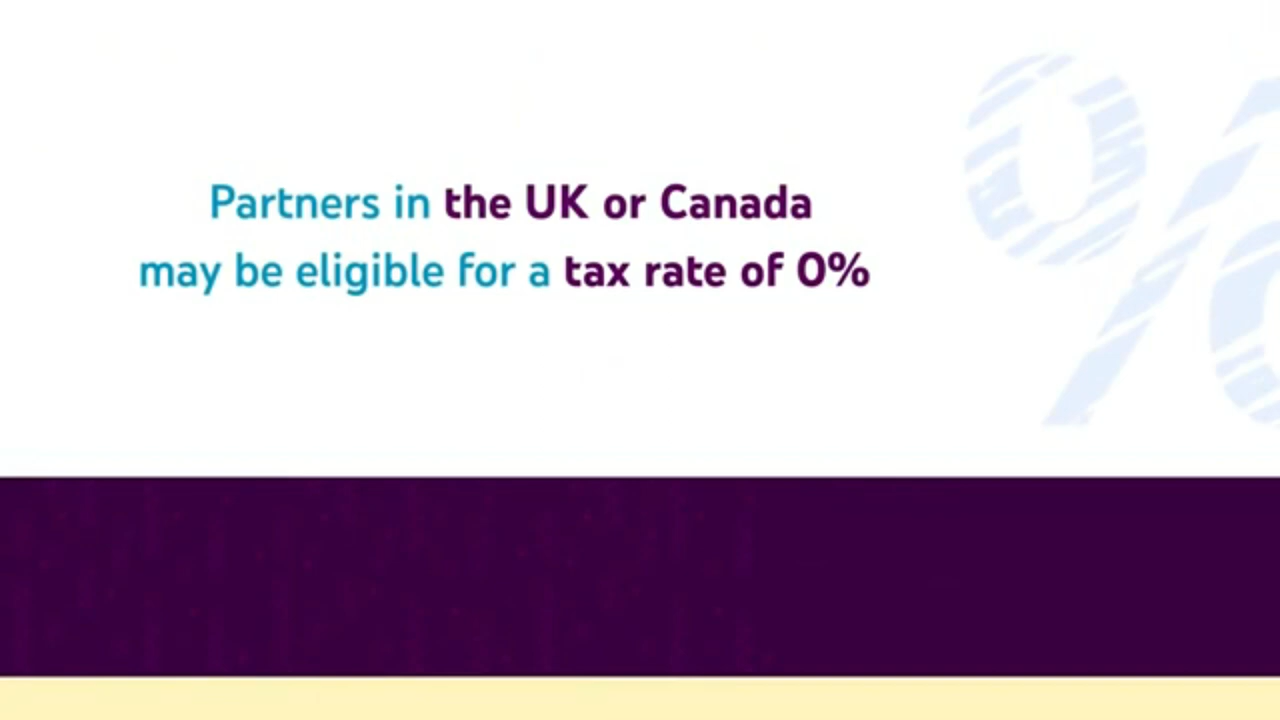 Partners in the UK or Canada
may be eligible for a tax rate of 0%
%